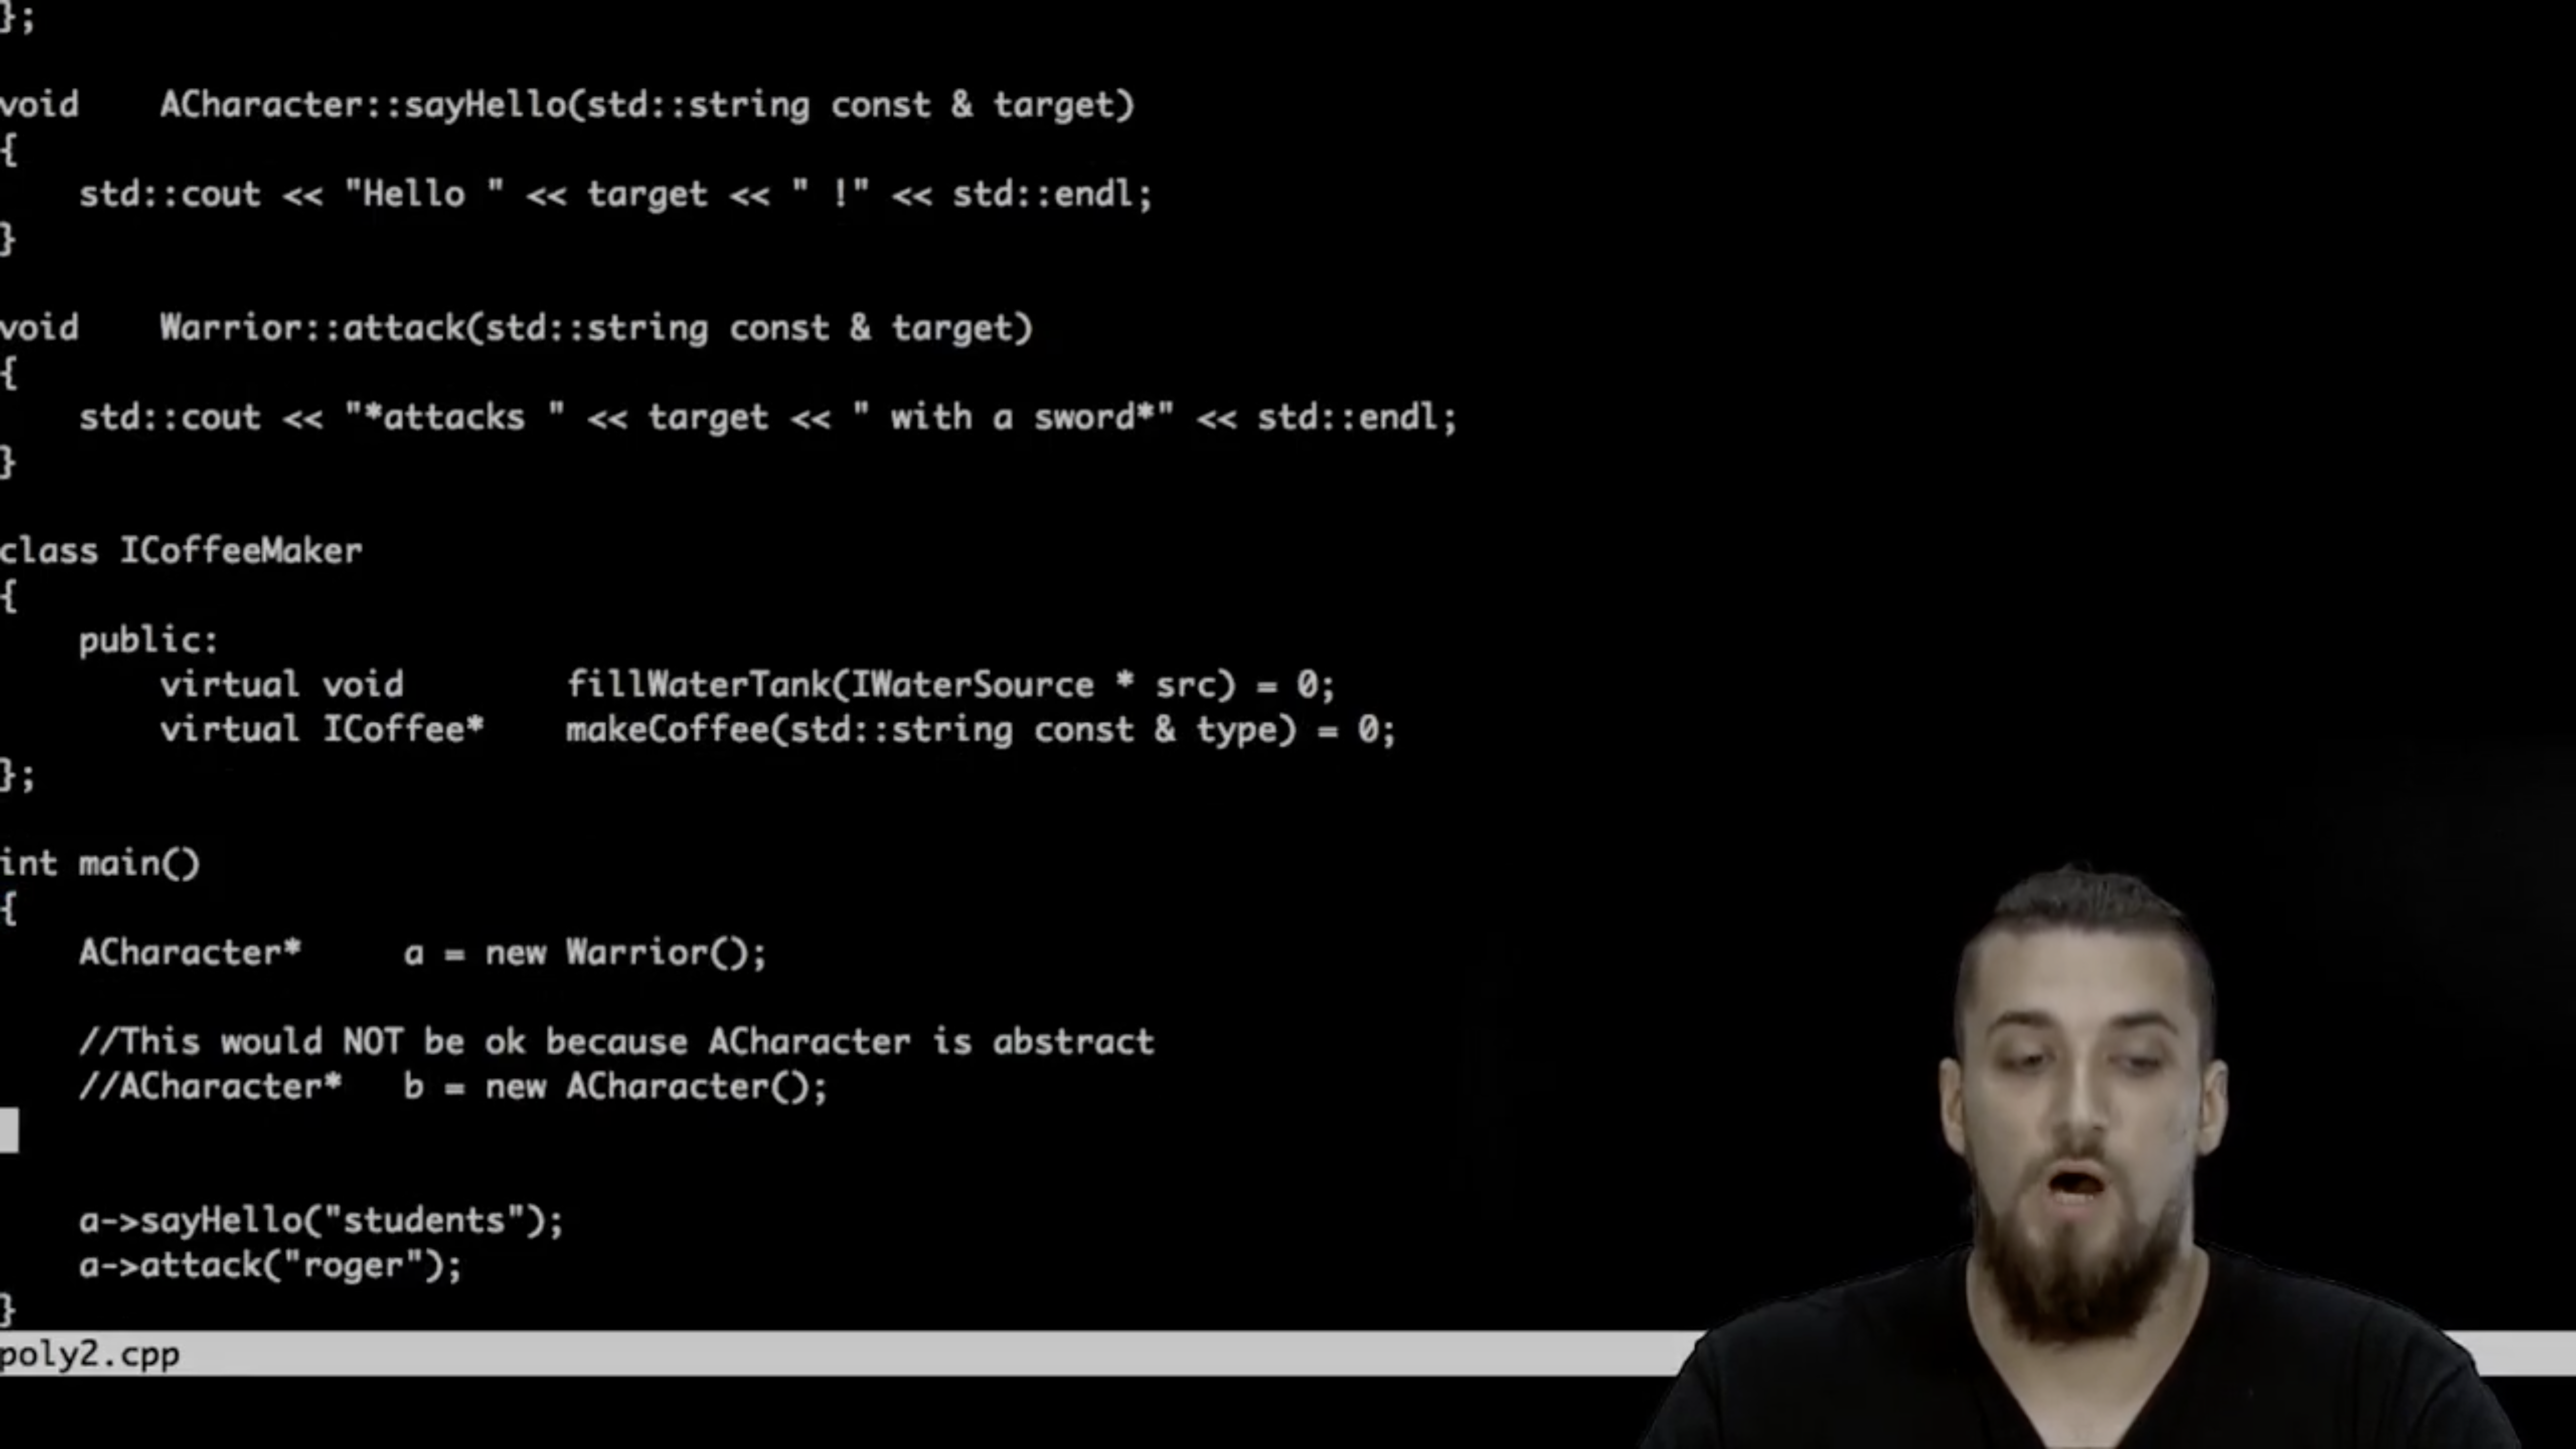 };
void    ACharacter::sayHello(std::string const & target)
{
    std::cout << "Hello " << target << " !" << std::endl;
}
void    Warrior::attack(std::string const & target)
{
    std::cout << "*attacks " << target << " with a sword*" << std::endl;
}
class ICoffeeMaker
{
    public:
        virtual void        fillWaterTank(IWaterSource * src) = 0;
        virtual ICoffee*    makeCoffee(std::string const & type) = 0;
};
int main()
{
    ACharacter*     a = new Warrior();
    //This would NOT be ok because ACharacter is abstract
    //ACharacter*   b = new ACharacter();
    a->sayHello("students");
    a->attack("roger");
}
poly2.cpp